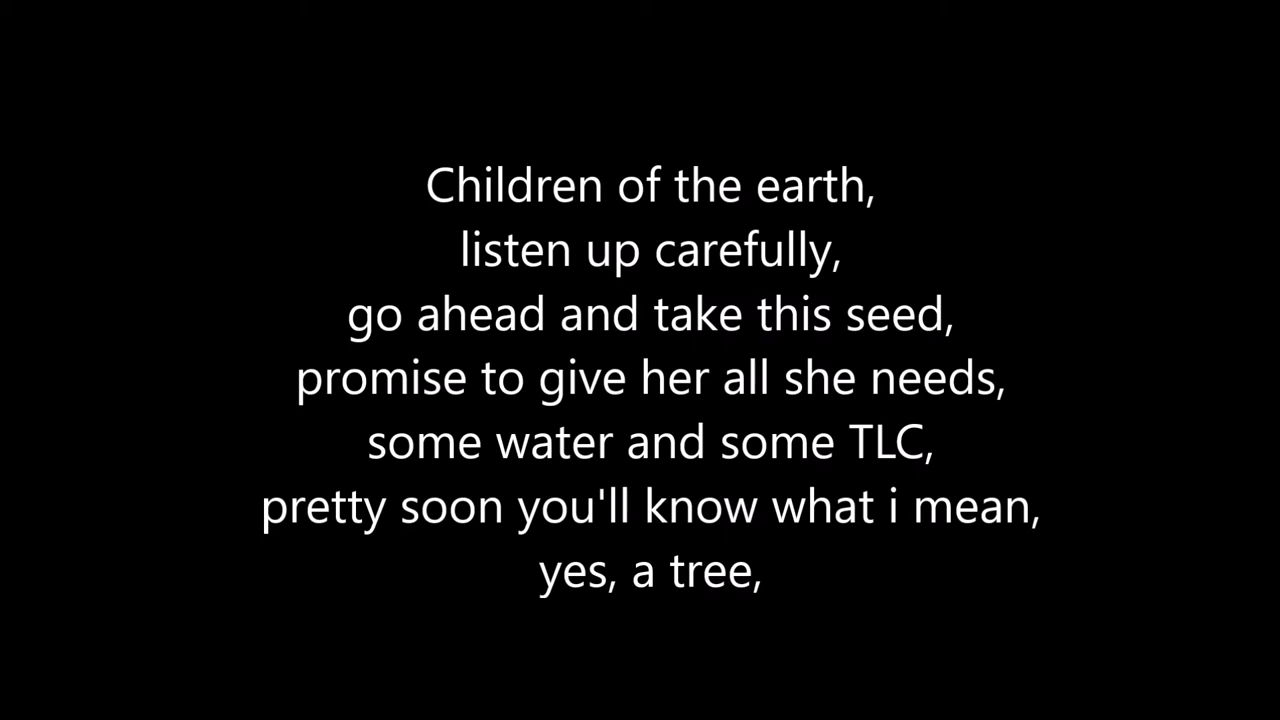 Children of the earth,
listen up carefully,
go ahead and take this seed,
promise to give her all she needs,
some water and some TLC,
pretty soon you'll know what i mean,
yes, a tree,